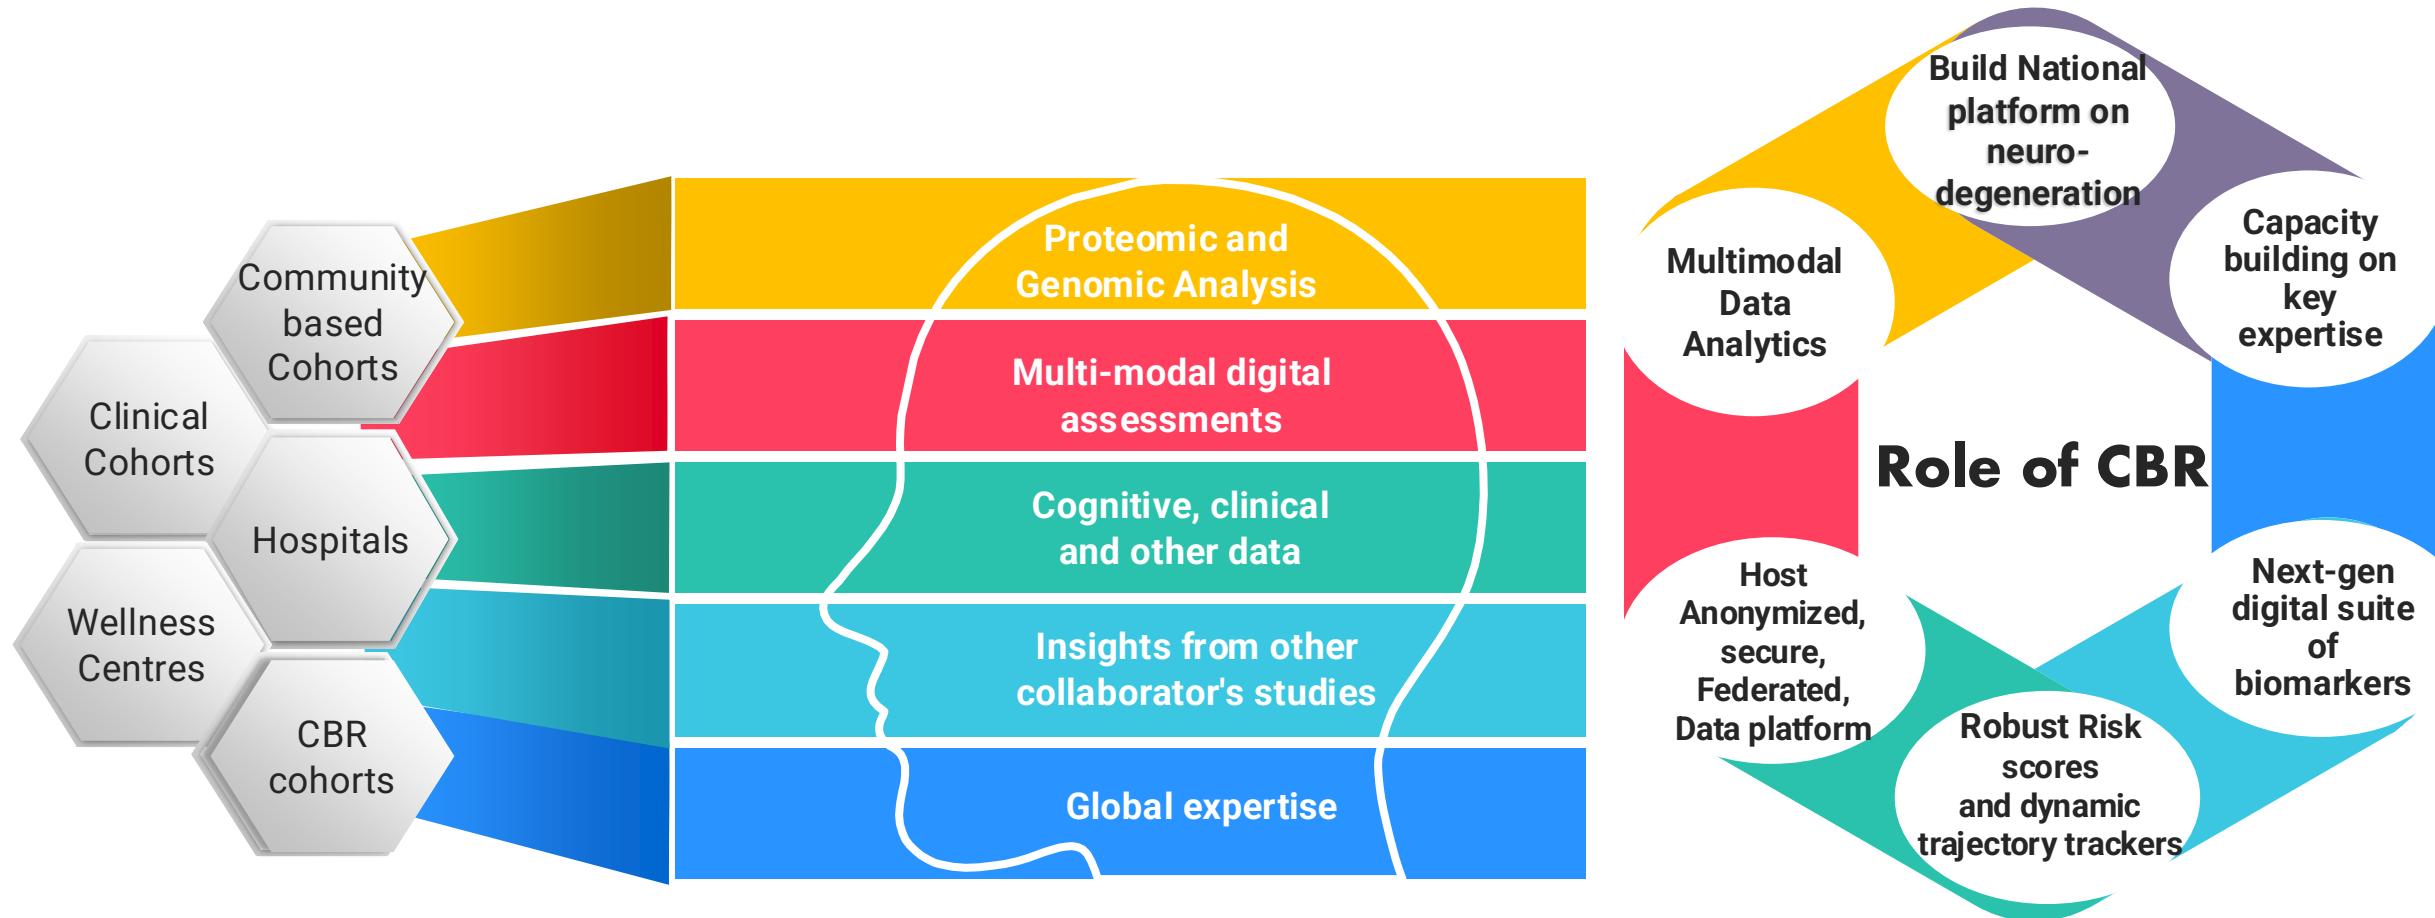 Community
based
Cohorts
Clinical
Cohorts
Hospitals
Wellness
Centres
CBR
cohorts
Proteomic and
Genomic Analysis
Multi-modal digital
assessments
Cognitive, clinical
and other data
Insights from other
collaborator's studies
Global expertise
Build National
platform on
neuro-
degeneration
Capacity
building on
key
expertise
Multimodal
Data
Analytics
Role of CBR
Host
Anonymized,
secure,
Federated,
Data platform
Next-gen
digital suite
of
biomarkers
Robust Risk
scores
and dynamic
trajectory trackers